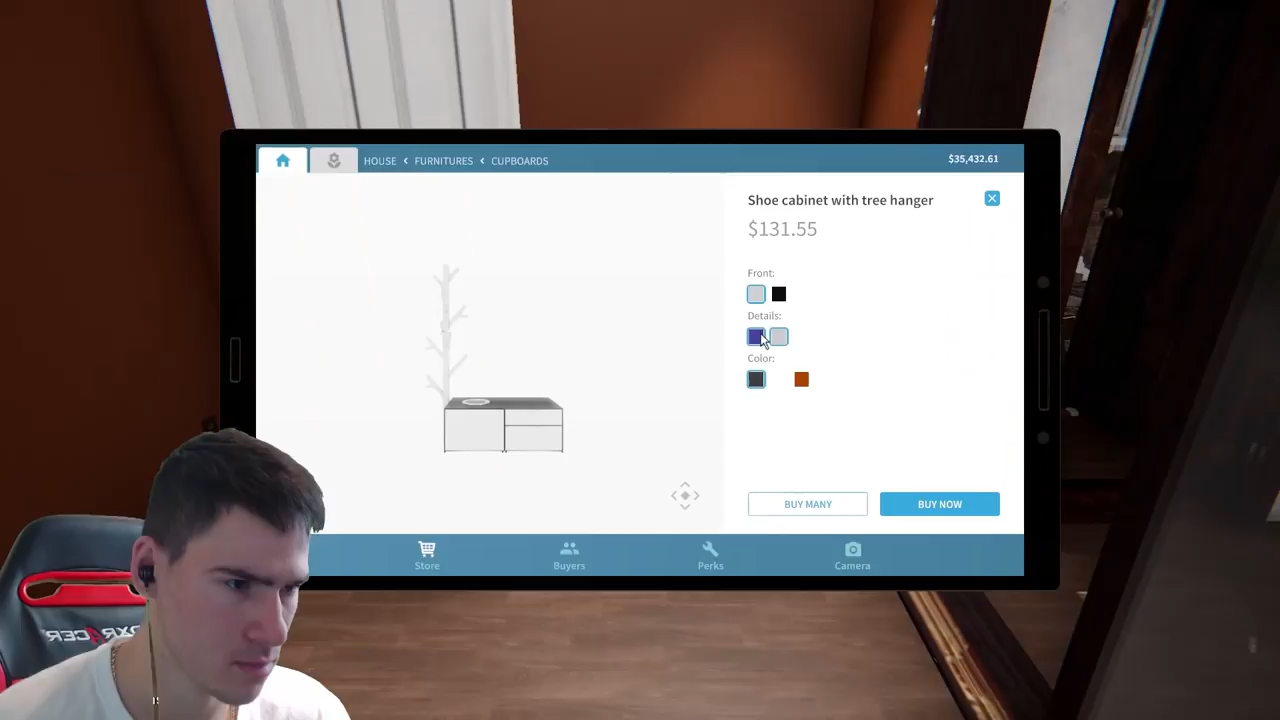 HOUSE < FURNITURES < CUPBOARDS
$35,432.61
Shoe cabinet with tree hanger
$131.55
Front:
Details:
Color:
BUY MANY
BUY NOW
Store
Buyers
Perks
Camera